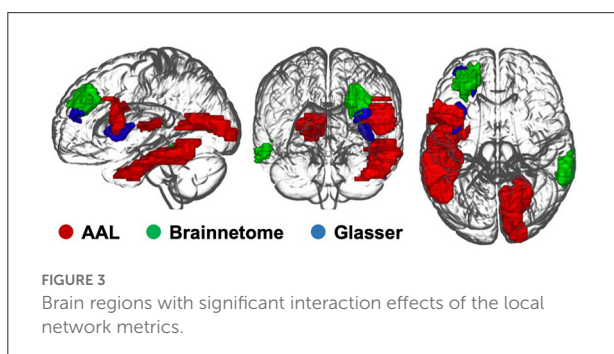 AAL Brainnetome Glasser
FIGURE 3
Brain regions with significant interaction effects of the local
network metrics.